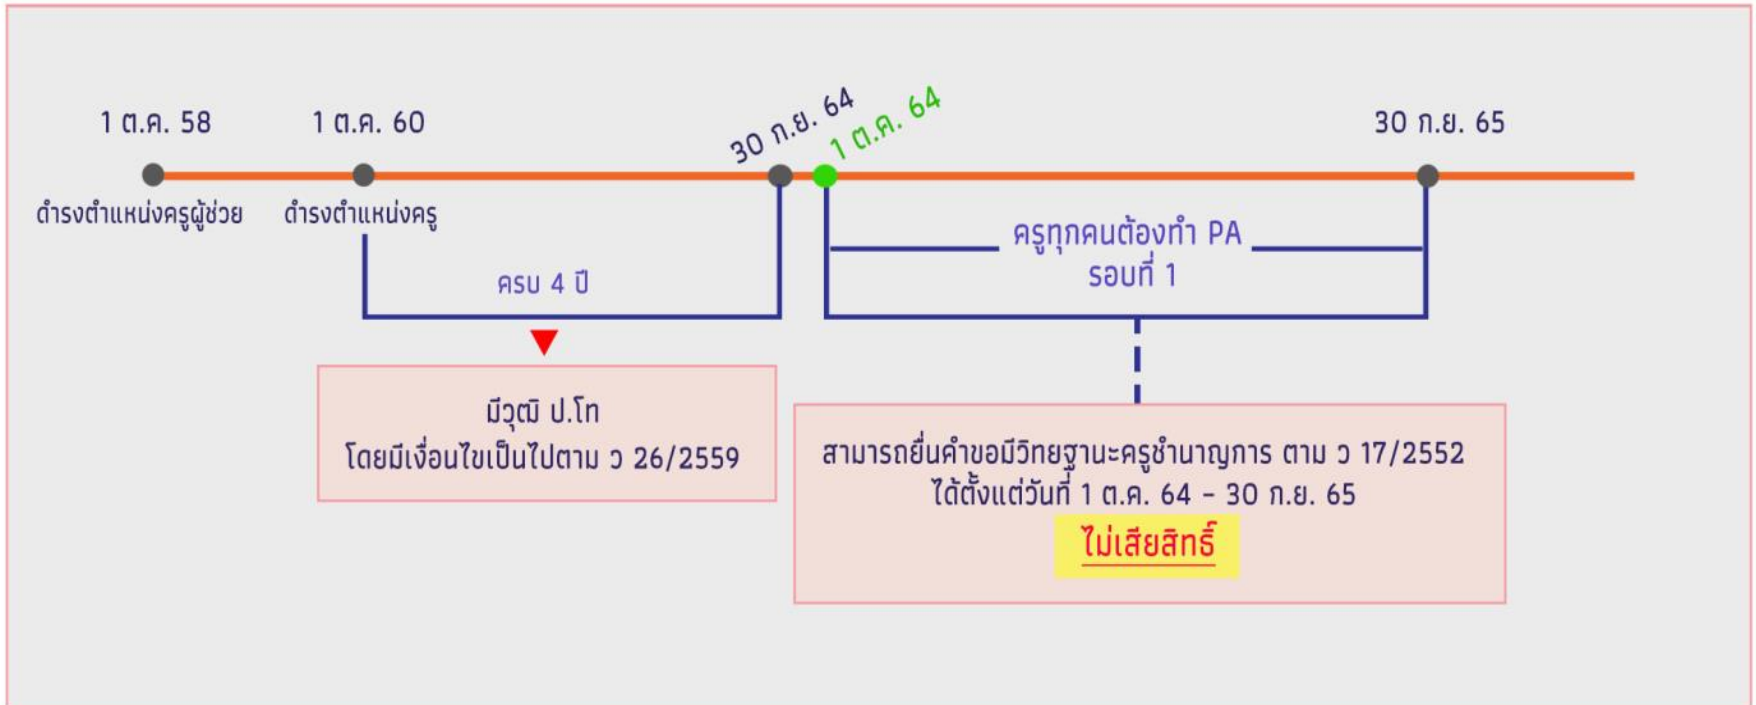 1 ต.ค. 58
1 ต.ค. 60
30 ก.ย. 64
1 ต.ค. 64
30 ก.ย. 65
ดำรงตำแหน่งครูผู้ช่วย
ดำรงตำแหน่งครู
ครบ 4 ปี
ครูทุกคนต้องทำ PA
รอบที่ 1
มีวุฒิ ป.โท
โดยมีเงื่อนไขเป็นไปตาม ว 26/2559
สามารถยื่นคำขอมีวิทยฐานะครูชำนาญการ ตาม ว 17/2552
ได้ตั้งแต่วันที่ 1 ต.ค. 64 - 30 ก.ย. 65
ไม่เสียสิทธิ์